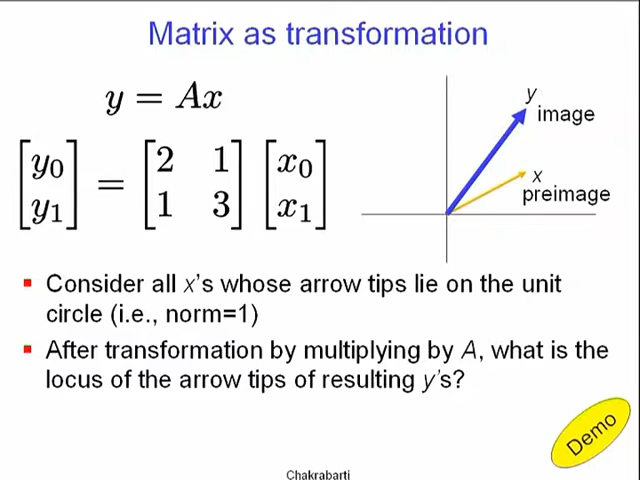 Matrix as transformation
y = Ax
[y0 y1] = [2 1 1 3] [x0 x1]
y
image
x
preimage
Consider all x's whose arrow tips lie on the unit
circle (i.e., norm=1)
After transformation by multiplying by A, what is the
locus of the arrow tips of resulting y's?
Demo
Chakrabarti